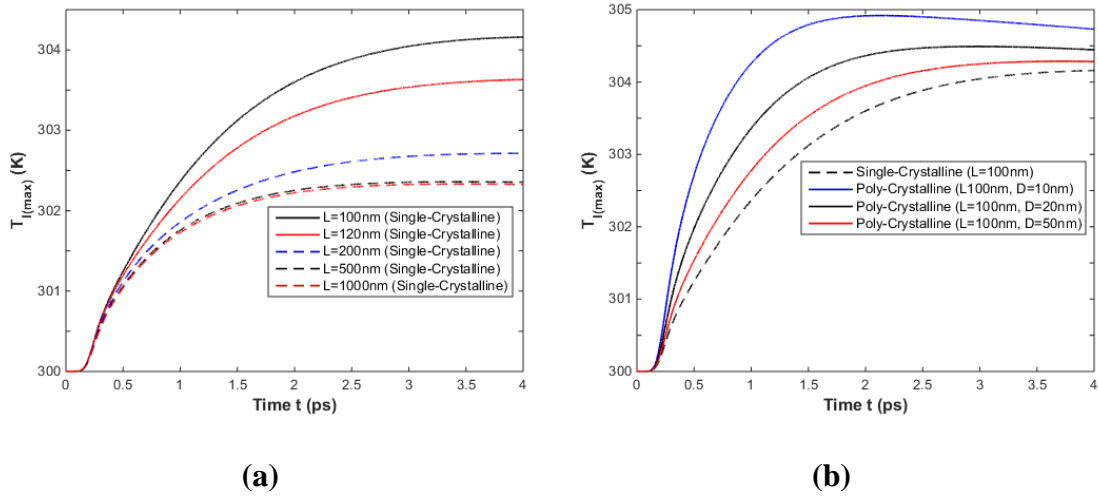 304
303
302
301
300
T_l(max) (K)
0 0.5 1 1.5 2 2.5 3 3.5 4
Time t (ps)
L=100nm (Single-Crystalline)
L=120nm (Single-Crystalline)
L=200nm (Single-Crystalline)
L=500nm (Single-Crystalline)
L=1000nm (Single-Crystalline)
(a)
305
304
303
302
301
300
T_l(max) (K)
0 0.5 1 1.5 2 2.5 3 3.5 4
Time t (ps)
Single-Crystalline (L=100nm)
Poly-Crystalline (L100nm, D=10nm)
Poly-Crystalline (L=100nm, D=20nm)
Poly-Crystalline (L=100nm, D=50nm)
(b)